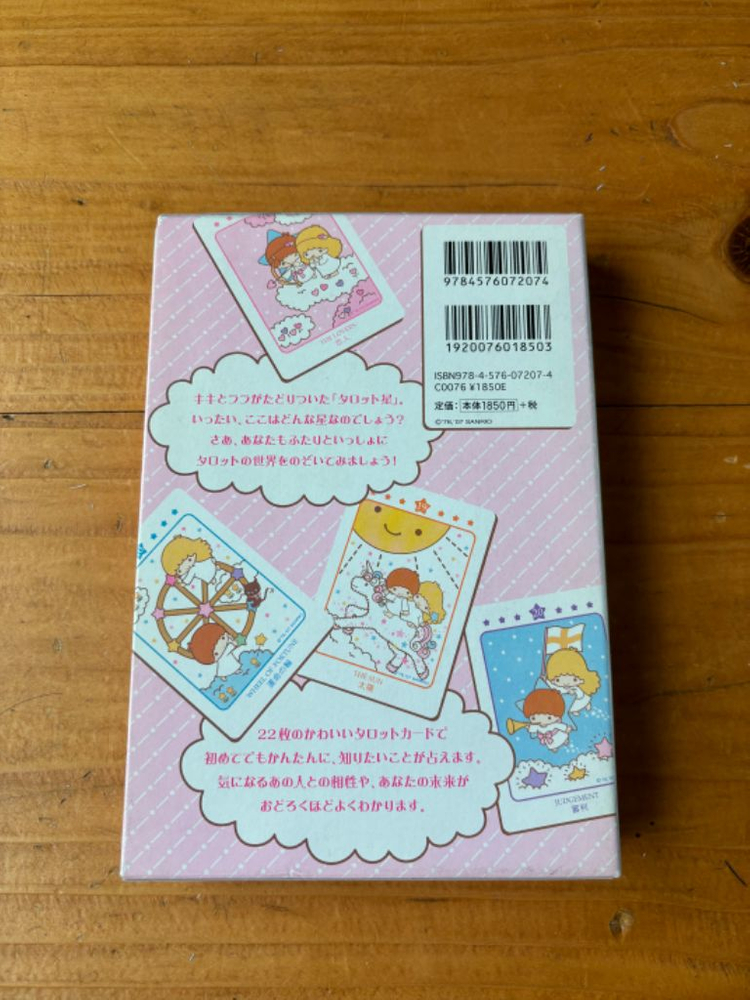 THE LOVERS
恋人
9784576072074
1920076018503
ISBN978-4-576-07207-4
C0076 ¥1850E
定価：本体1850円+税
©'76,'07 SANRIO
キキとララがたどりついた「タロット星」。
いったい、ここはどんな星なのでしょう？
さあ、あなたもふたりといっしょに
タロットの世界をのぞいてみましょう！
WHEEL OF FORTUNE
運命の輪
THE SUN
太陽
JUDGEMENT
審判
22枚のかわいいタロットカードで
初めてでもかんたんに、知りたいことが占えます。
気になるあの人との相性や、あなたの未来が
おどろくほどよくわかります。